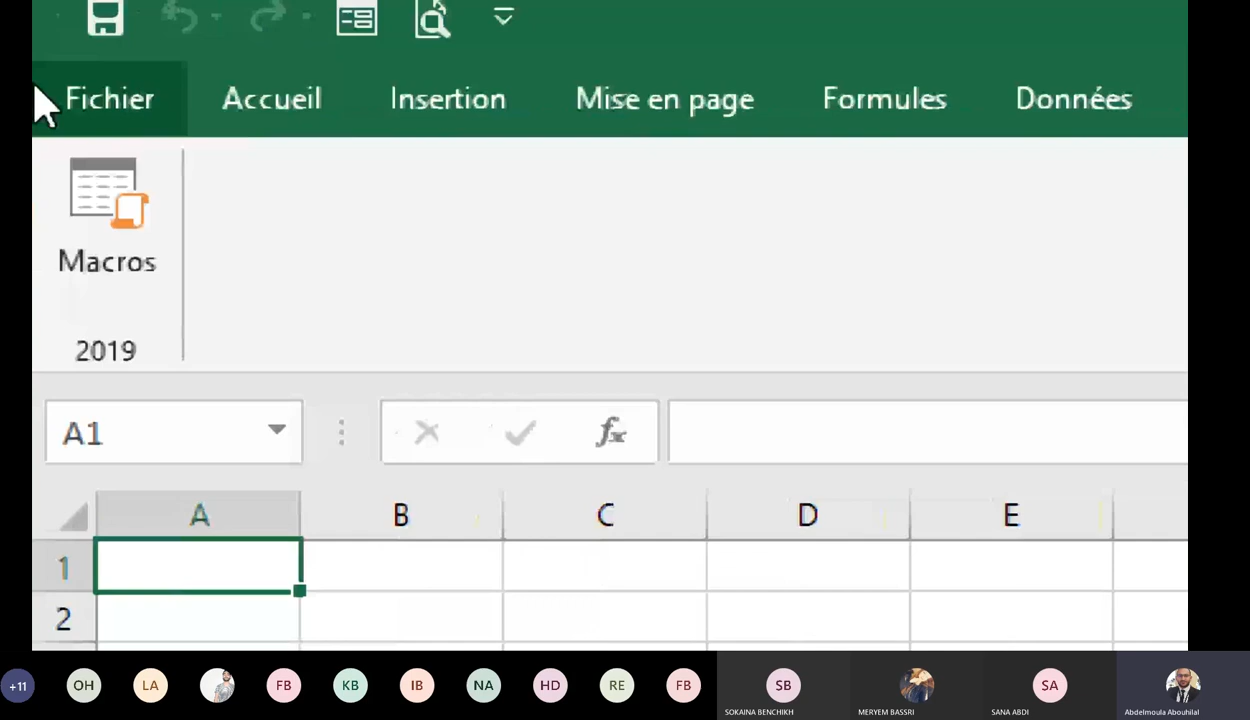 Fichier Accueil Insertion Mise en page Formules Données
Macros
2019
A1 fx
A B C D E
1
2
+11 OH LA FB KB IB NA HD RE FB SB SA
SOKAINA BENCHIKH MERYEM BASSRI SANA ABDI Abdelmoula Abouhilal